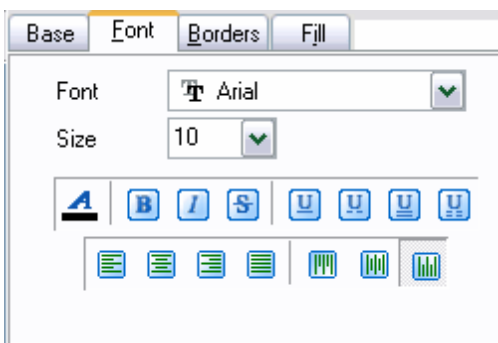 Base Font Borders Fill
Font Arial
Size 10
A B I S U U U U